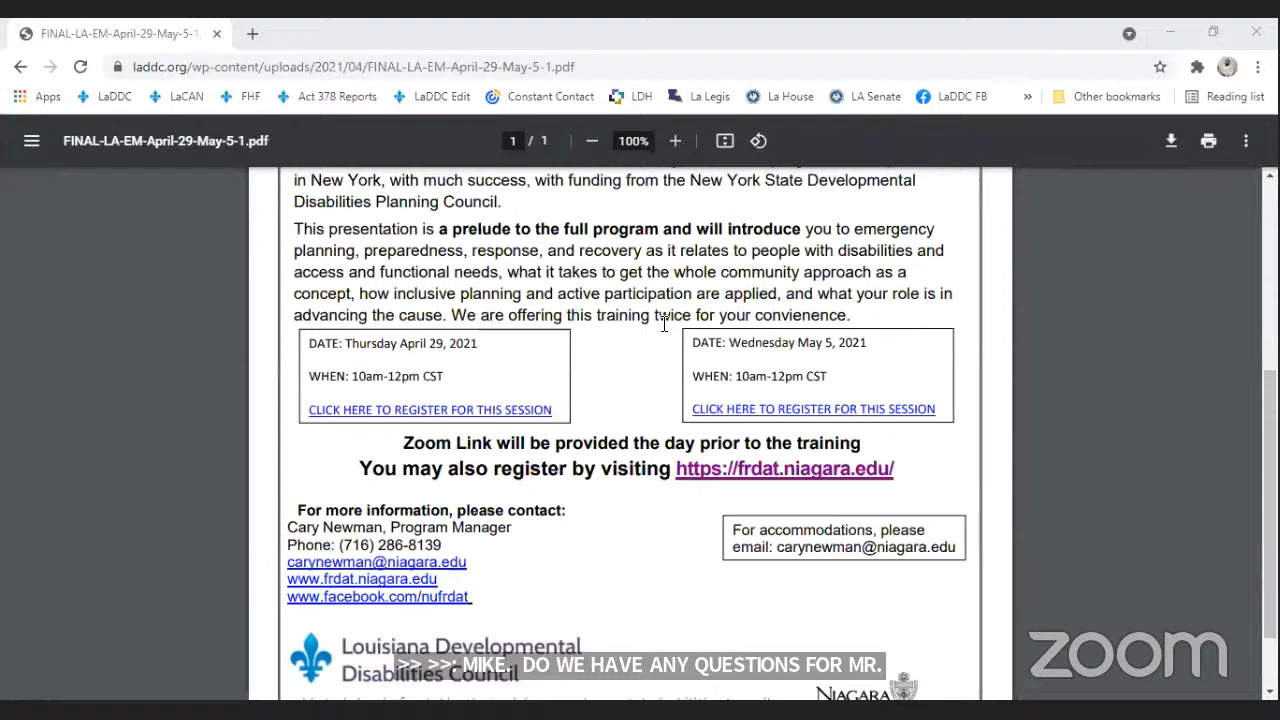 FINAL-LA-EM-April-29-May-5-1.
laddc.org/wp-content/uploads/2021/04/FINAL-LA-EM-April-29-May-5-1.pdf
Apps LaDDC LaCAN FHF Act 378 Reports LaDDC Edit Constant Contact LDH La Legis La House LA Senate LaDDC FB » Other bookmarks Reading list
FINAL-LA-EM-April-29-May-5-1.pdf 1 / 1 100%
in New York, with much success, with funding from the New York State Developmental
Disabilities Planning Council.
This presentation is a prelude to the full program and will introduce you to emergency
planning, preparedness, response, and recovery as it relates to people with disabilities and
access and functional needs, what it takes to get the whole community approach as a
concept, how inclusive planning and active participation are applied, and what your role is in
advancing the cause. We are offering this training twice for your convienence.
DATE: Thursday April 29, 2021
WHEN: 10am-12pm CST
CLICK HERE TO REGISTER FOR THIS SESSION
DATE: Wednesday May 5, 2021
WHEN: 10am-12pm CST
CLICK HERE TO REGISTER FOR THIS SESSION
Zoom Link will be provided the day prior to the training
You may also register by visiting https://frdat.niagara.edu/
For more information, please contact:
Cary Newman, Program Manager
Phone: (716) 286-8139
carynewman@niagara.edu
www.frdat.niagara.edu
www.facebook.com/nufrdat
For accommodations, please
email: carynewman@niagara.edu
Louisiana Developmental
Disabilities Council
>> >>: MIKE. DO WE HAVE ANY QUESTIONS FOR MR.
NIAGARA
zoom